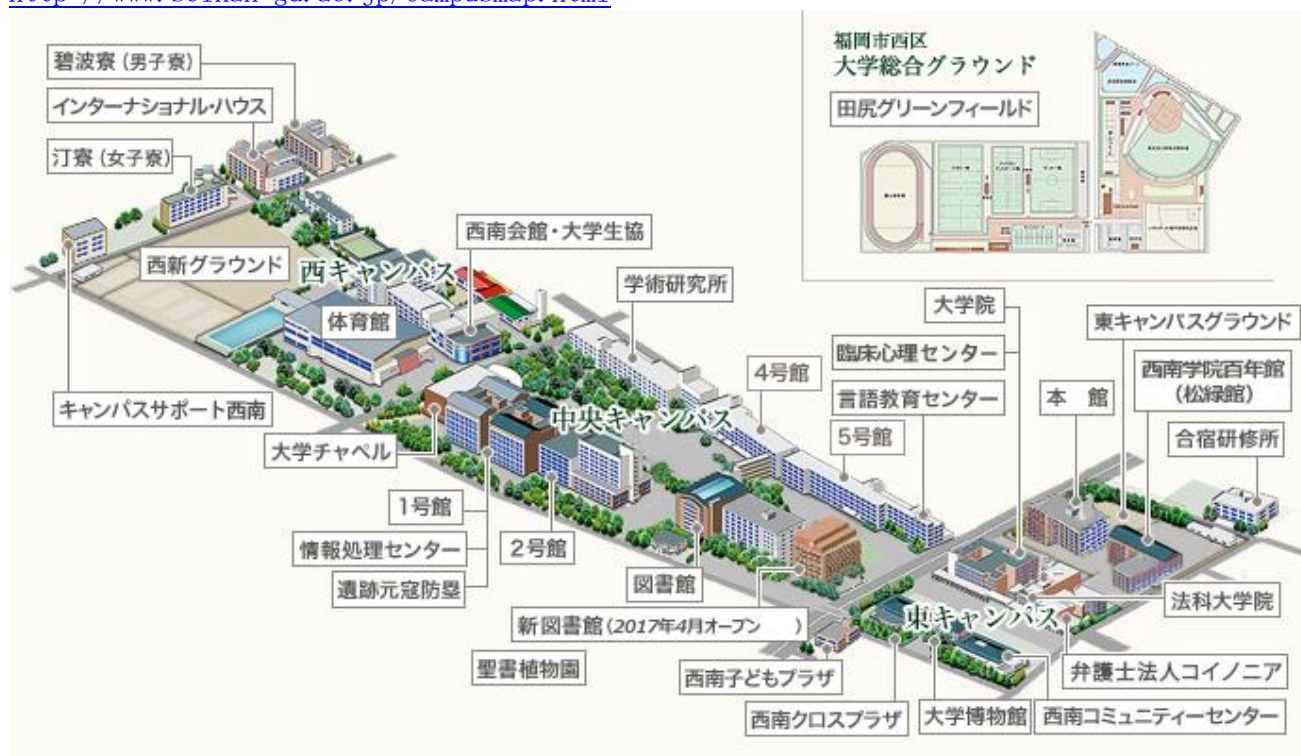 http://www.seinan-gu.ac.jp/campusmap.html
福岡市西区
大学総合グラウンド
田尻グリーンフィールド
碧波寮(男子寮)
インターナショナル・ハウス
汀寮(女子寮)
西新グラウンド
西キャンパス
体育館
西南会館・大学生協
学術研究所
大学院
東キャンパスグラウンド
臨床心理センター
言語教育センター
4号館
5号館
本 館
西南学院百年館
(松緑館)
合宿研修所
キャンパスサポート西南
中央キャンパス
大学チャペル
1号館
情報処理センター
遺跡元寇防塁
2号館
図書館
新図書館(2017年4月オープン )
聖書植物園
東キャンパス
法科大学院
西南子どもプラザ
弁護士法人コイノニア
西南クロスプラザ
大学博物館
西南コミュニティーセンター